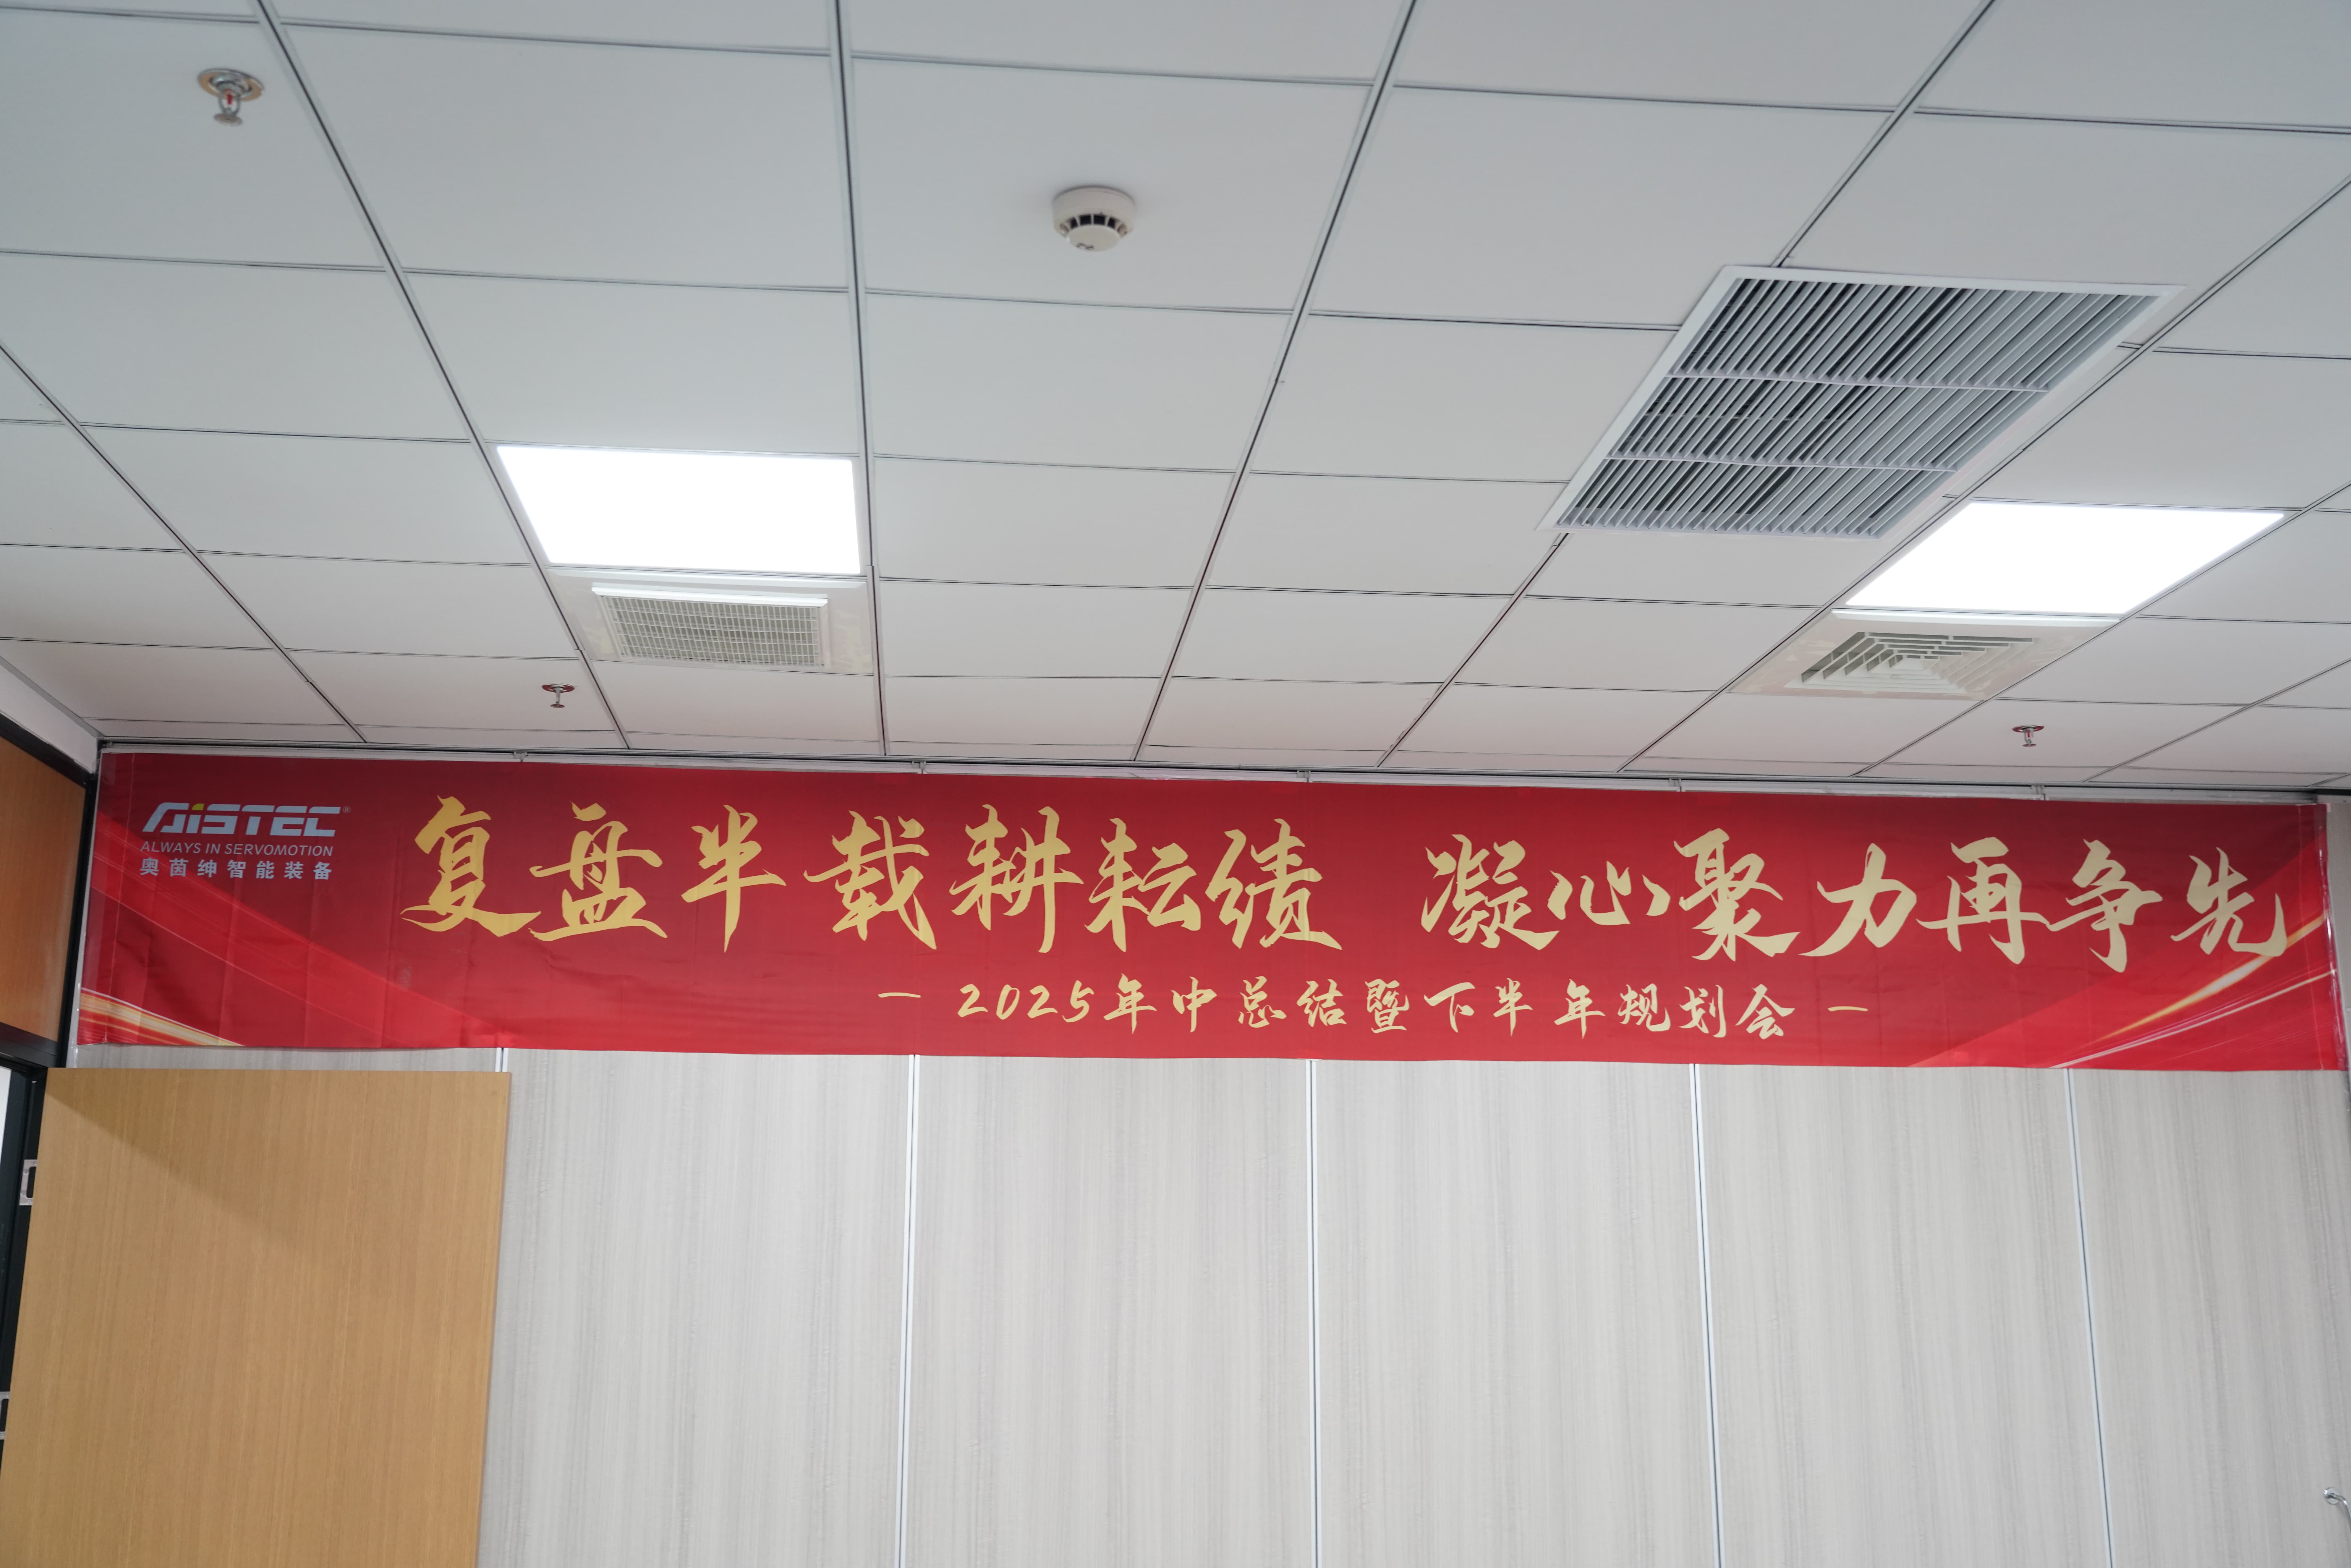 AISTEC®
ALWAYS IN SERVOMOTION
奥茵绅智能装备
复盘半载耕耘绩 凝心聚力再争先
— 2025年中总结暨下半年规划会 —